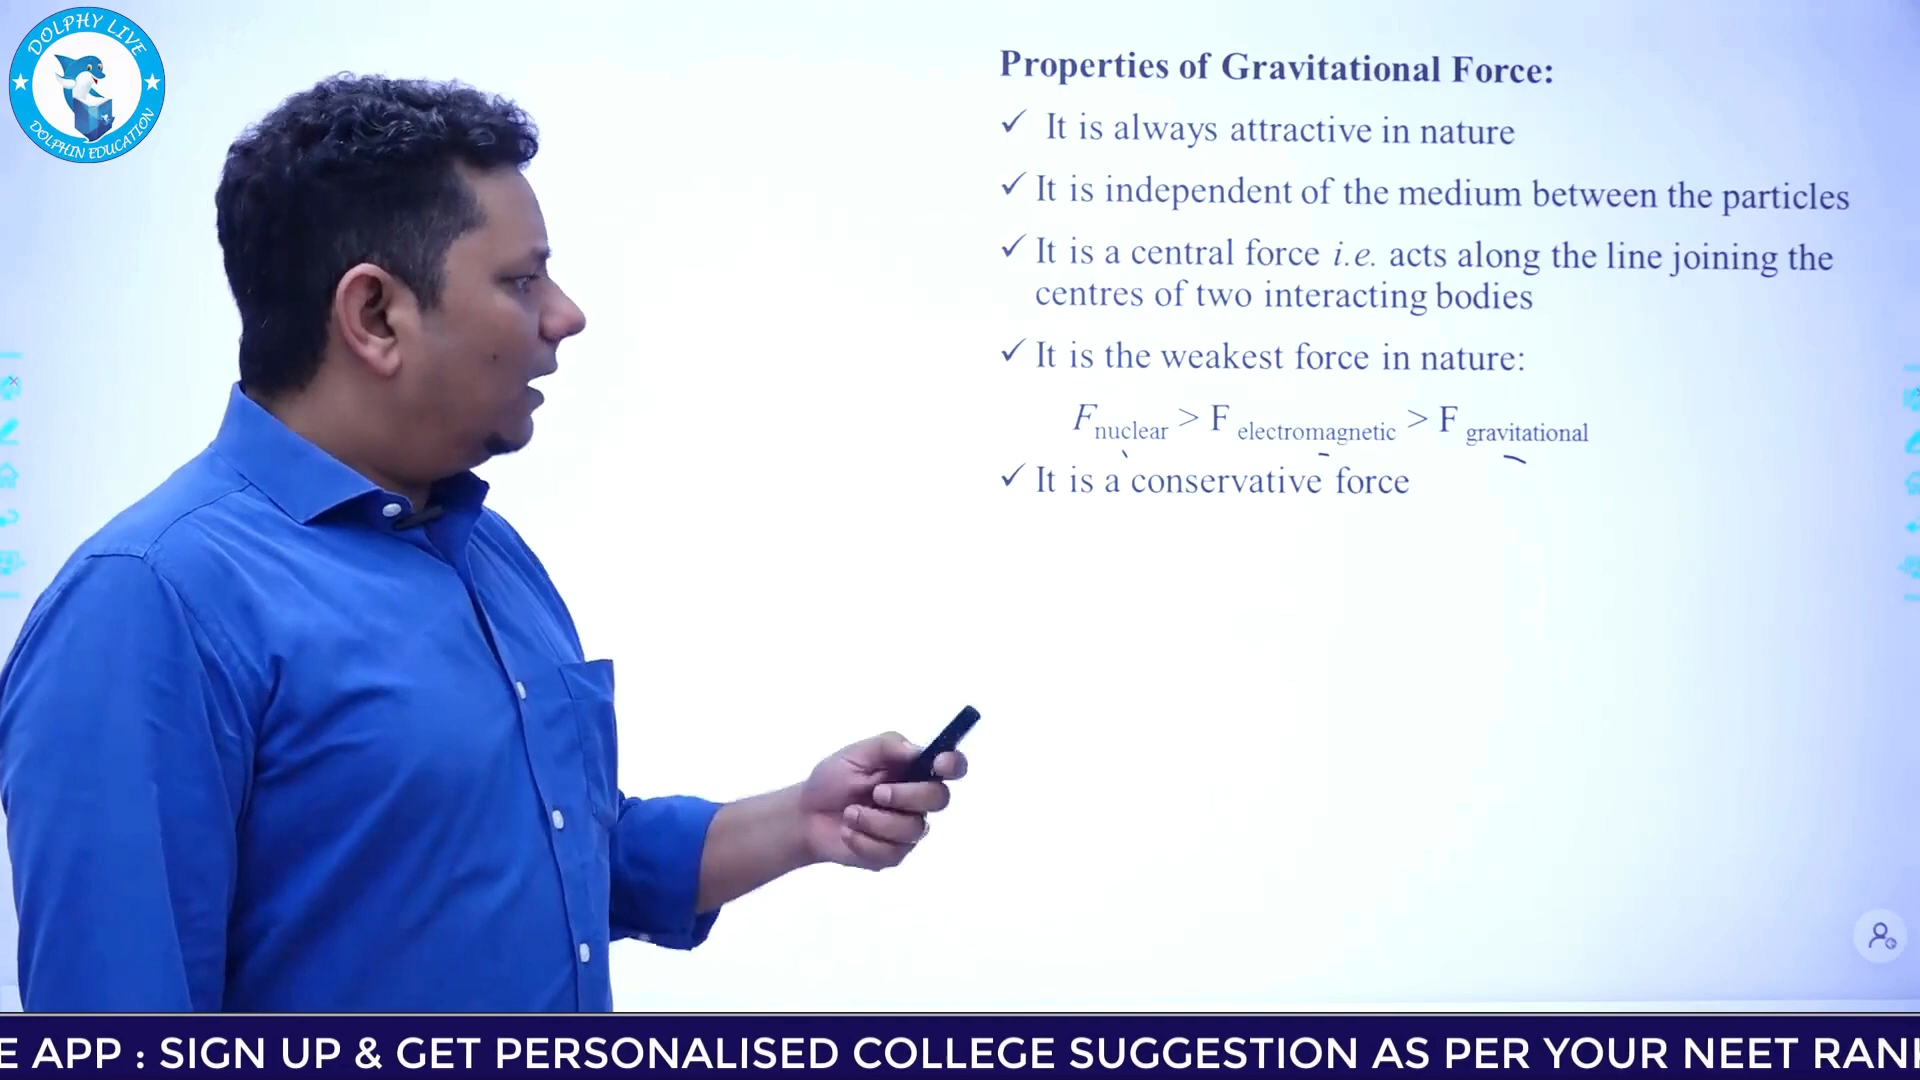 DOLPHY LIVE
DOLPHIN EDUCATION
Properties of Gravitational Force:
✓ It is always attractive in nature
✓ It is independent of the medium between the particles
✓ It is a central force i.e. acts along the line joining the
centres of two interacting bodies
✓ It is the weakest force in nature:
F nuclear > F electromagnetic > F gravitational
✓ It is a conservative force
E APP : SIGN UP & GET PERSONALISED COLLEGE SUGGESTION AS PER YOUR NEET RAN